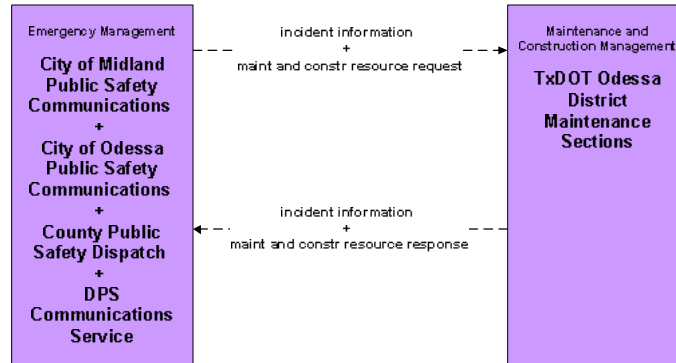 Emergency Management
City of Midland
Public Safety
Communications
+
City of Odessa
Public Safety
Communications
+
County Public
Safety Dispatch
+
DPS
Communications
Service
incident information
+
maint and constr resource request
incident information
+
maint and constr resource response
Maintenance and
Construction Management
TxDOT Odessa
District
Maintenance
Sections